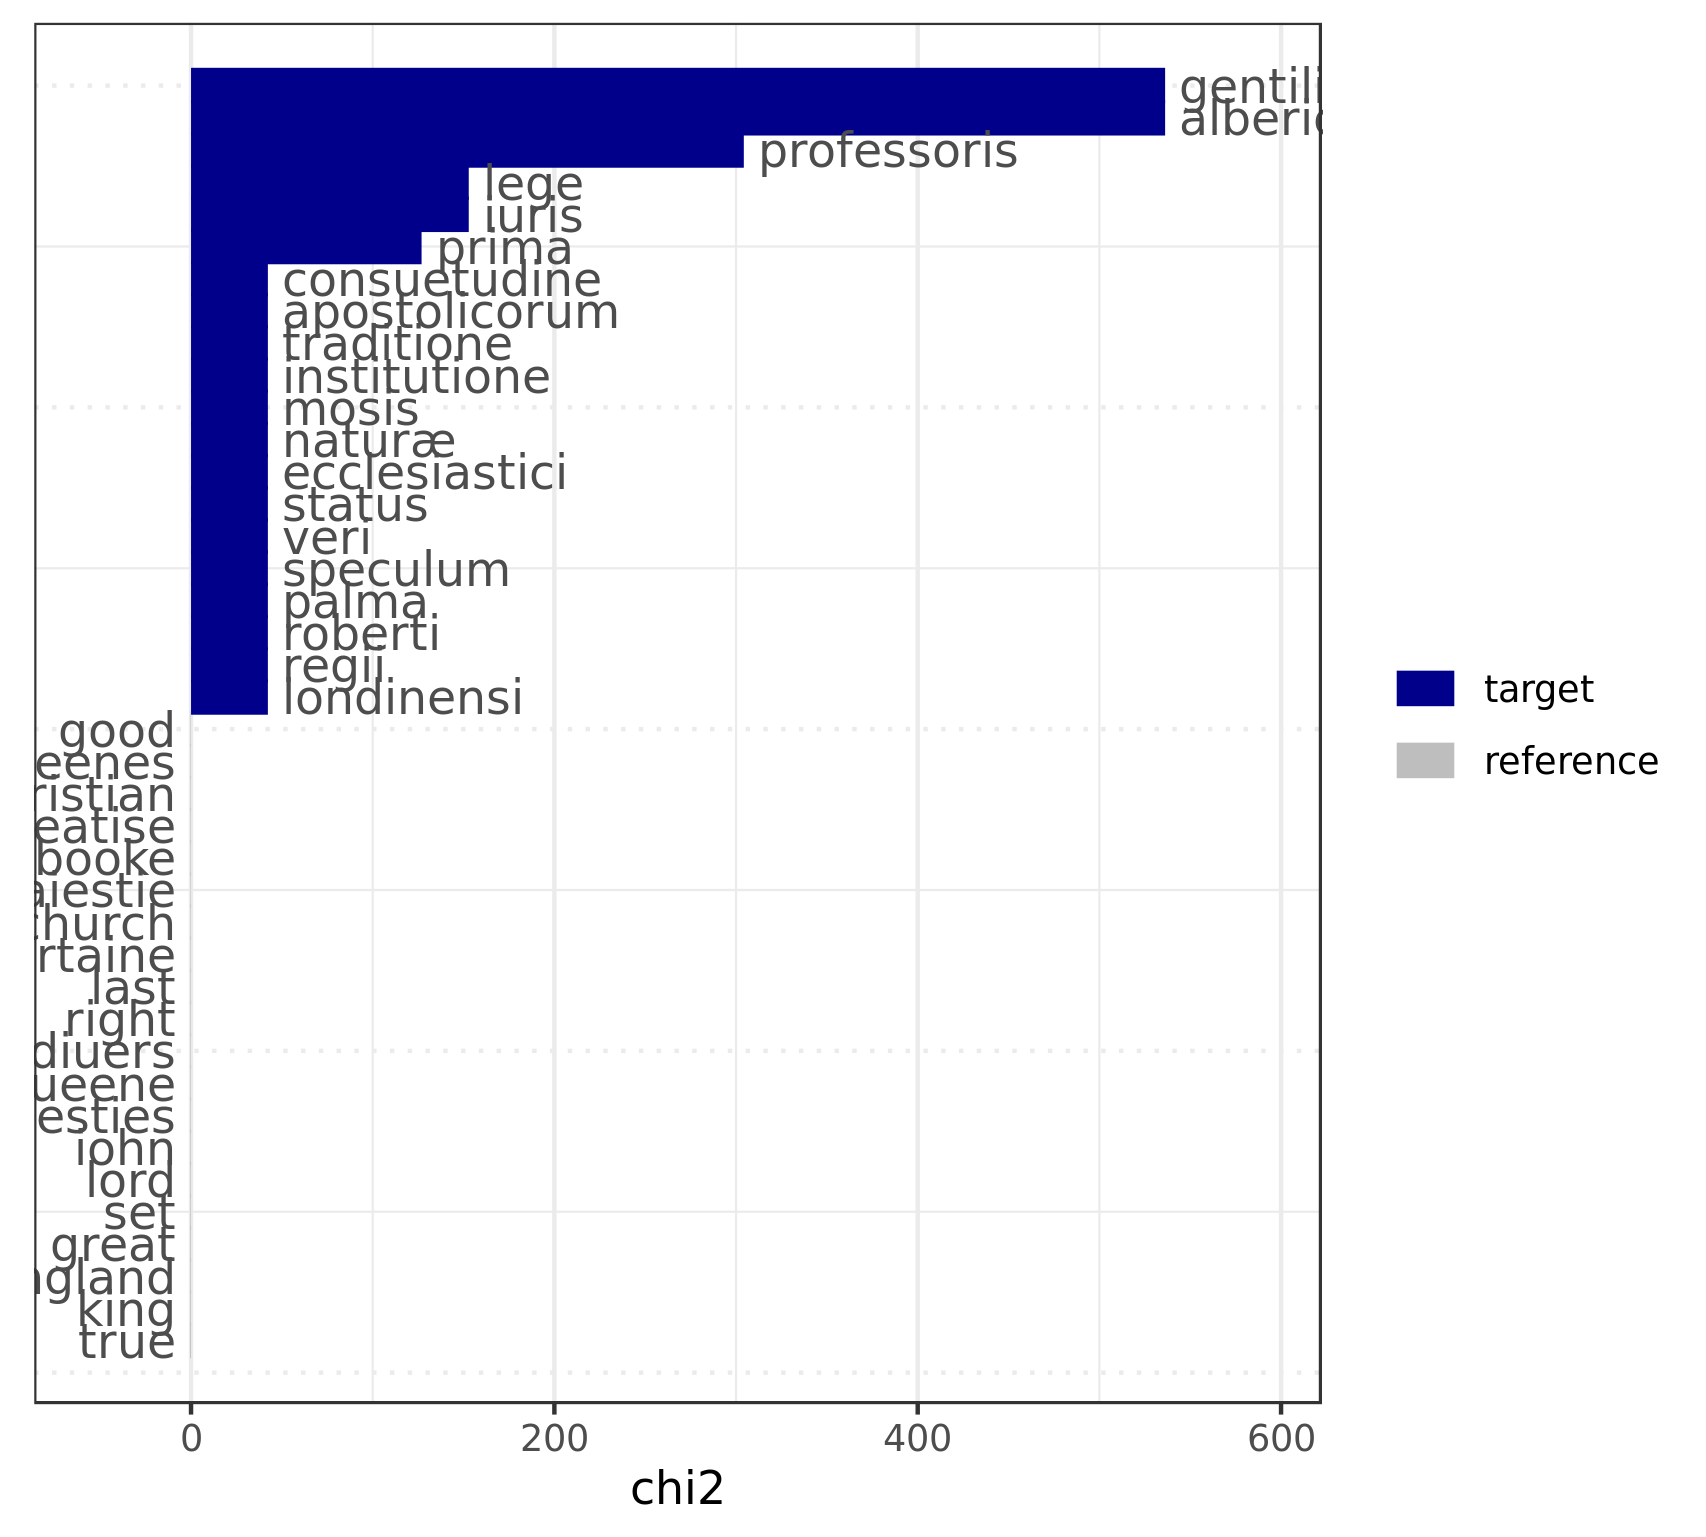 gentili
alberic
professoris
lege
iuris
prima
consuetudine
apostolicorum
traditione
institutione
mosis
naturæ
ecclesiastici
status
veri
speculum
palma
roberti
regii
londinensi
good
eenes
ristian
eatise
booke
aiestie
church
rtaine
last
right
diuers
ueene
esties
iohn
lord
set
great
ngland
king
true
target
reference
0 200 400 600
chi2